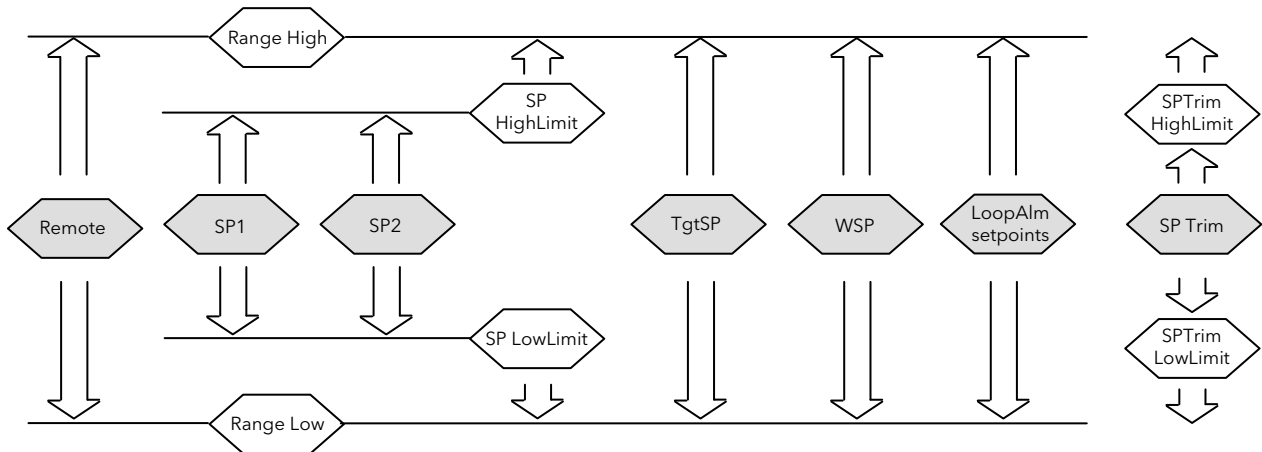 Range High
SP
HighLimit
SPTrim
HighLimit
Remote
SP1
SP2
TgtSP
WSP
LoopAlm
setpoints
SP Trim
SP LowLimit
SPTrim
LowLimit
Range Low